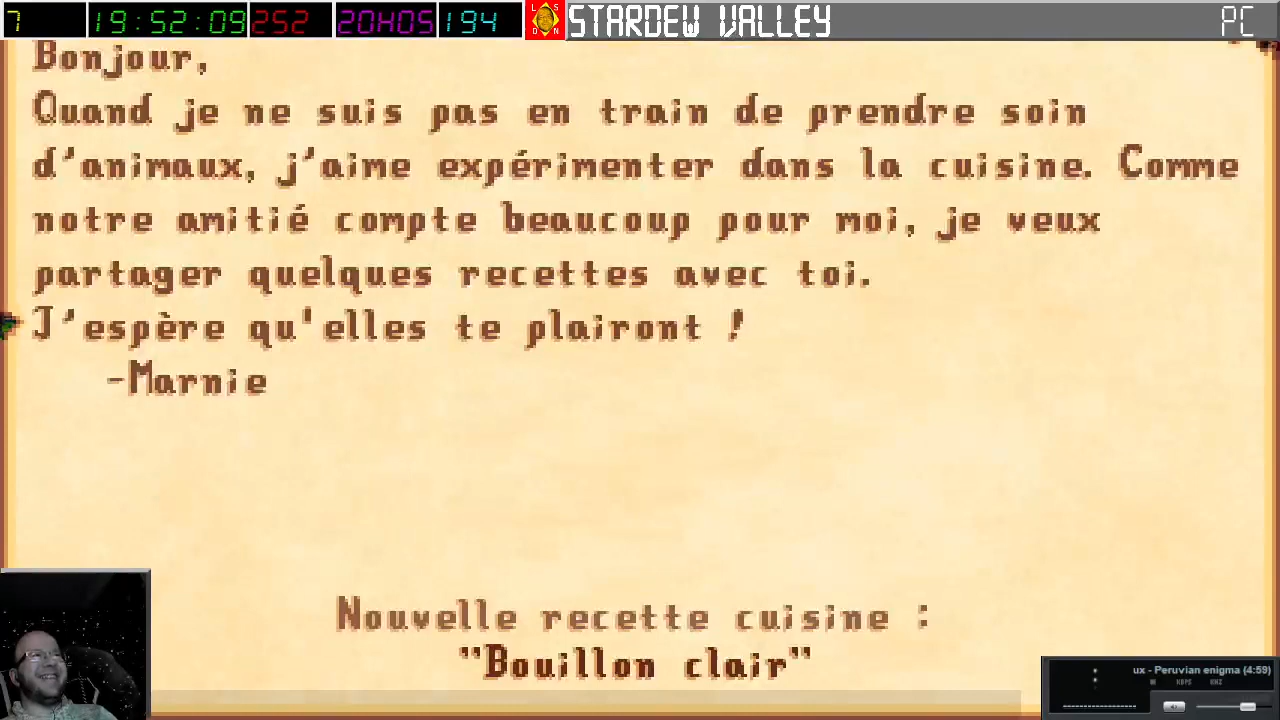 7
19:52:09
252
20H05
194
L S
D N
STARDEW VALLEY
PC
Bonjour,
Quand je ne suis pas en train de prendre soin
d'animaux, j'aime expérimenter dans la cuisine. Comme
notre amitié compte beaucoup pour moi, je veux
partager quelques recettes avec toi.
J'espère qu'elles te plairont !
-Marnie
Nouvelle recette cuisine :
"Bouillon clair"
ux - Peruvian enigma (4:59)